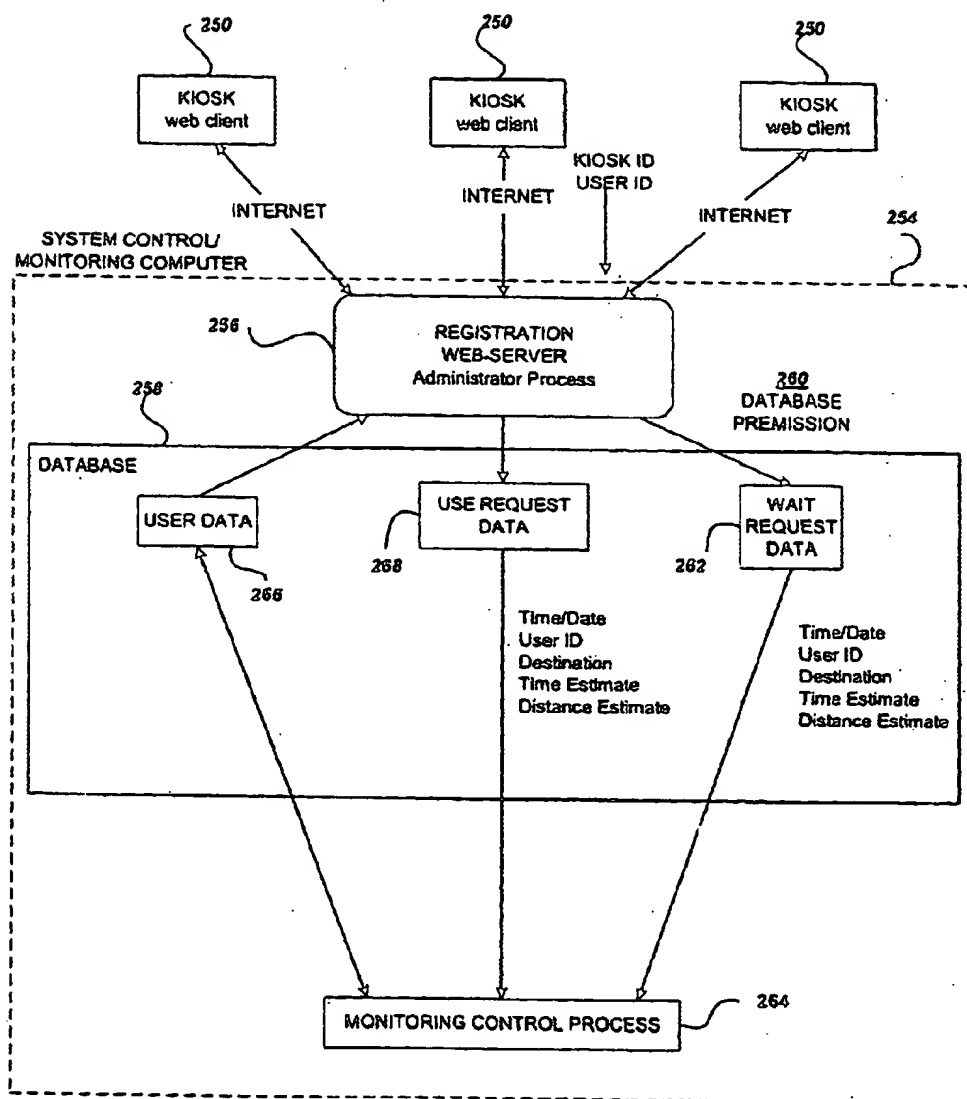 250
250
250
KIOSK
web client
KIOSK
web client
KIOSK
web client
KIOSK ID
USER ID
INTERNET
INTERNET
INTERNET
254
SYSTEM CONTROL/
MONITORING COMPUTER
256
REGISTRATION
WEB-SERVER
Administrator Process
260
DATABASE
PREMISSION
258
DATABASE
USER DATA
USE REQUEST
DATA
WAIT
REQUEST
DATA
266
268
262
Time/Date
User ID
Destination
Time Estimate
Distance Estimate
Time/Date
User ID
Destination
Time Estimate
Distance Estimate
MONITORING CONTROL PROCESS
264